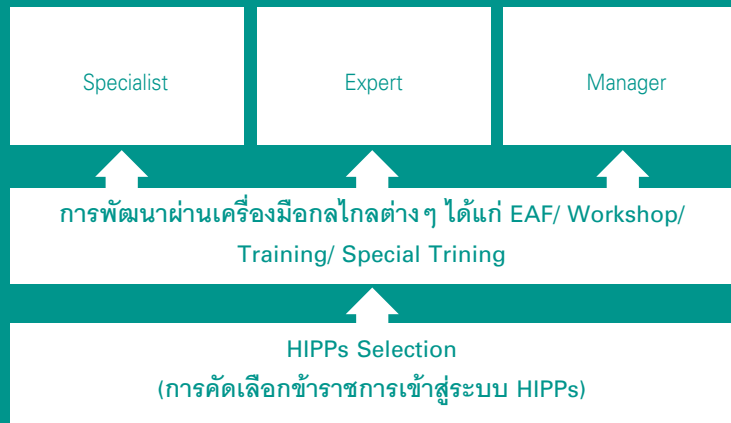 Specialist
Expert
Manager
การพัฒนาผ่านเครื่องมือกลไกลต่างๆ ได้แก่ EAF/ Workshop/
Training/ Special Trining
HIPPs Selection
(การคัดเลือกข้าราชการเข้าสู่ระบบ HIPPs)